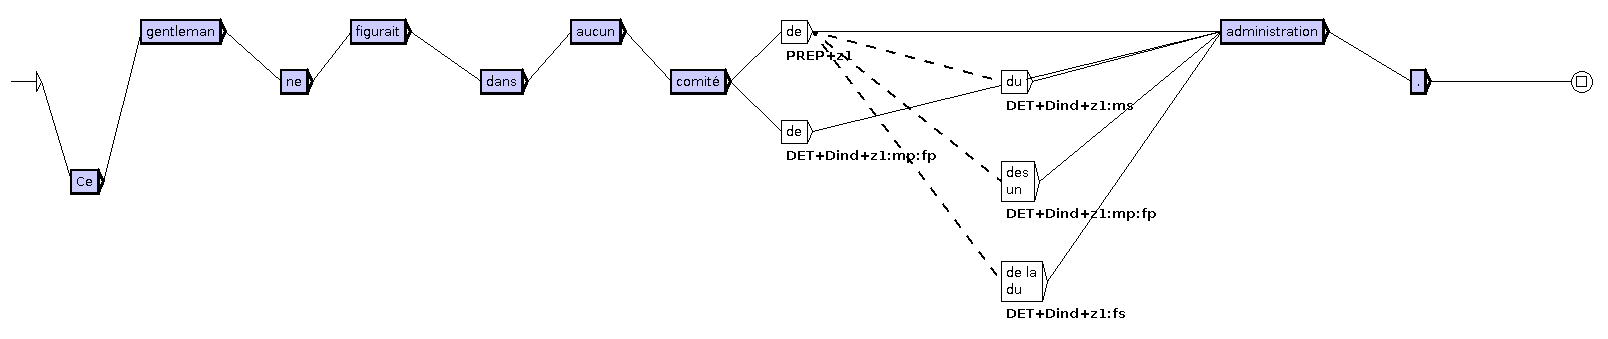 Ce
gentleman
ne
figurait
dans
aucun
comité
de
PREP+z1
de
DET+Dind+z1:mp:fp
du
DET+Dind+z1:ms
des
un
DET+Dind+z1:mp:fp
de la
du
DET+Dind+z1:fs
administration
.